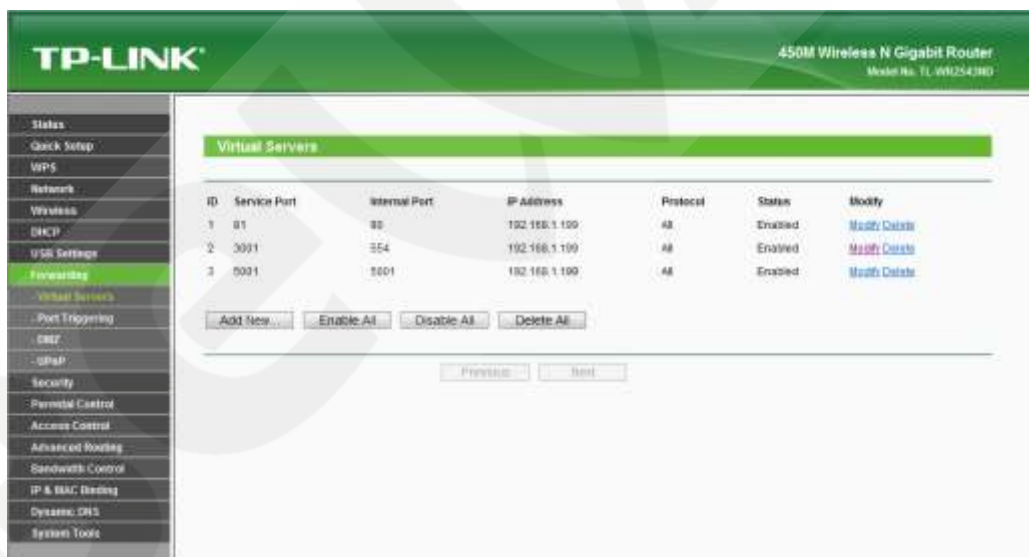 TP-LINK
450M Wireless N Gigabit Router
Model No. TL-WR2543ND
Status
Quick Setup
WPS
Network
Wireless
DHCP
USB Settings
Forwarding
- Virtual Servers
- Port Triggering
- DMZ
- UPnP
Security
Parental Control
Access Control
Advanced Routing
Bandwidth Control
IP & MAC Binding
Dynamic DNS
System Tools
Virtual Servers
ID Service Port Internal Port IP Address Protocol Status Modify
1 81 80 192.168.1.199 All Enabled Modify Delete
2 3001 554 192.168.1.199 All Enabled Modify Delete
3 5001 5001 192.168.1.199 All Enabled Modify Delete
Add New... Enable All Disable All Delete All
Previous Next